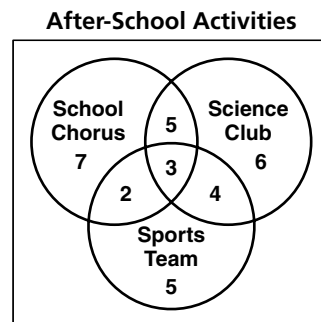 After-School Activities
School
Chorus
7
5
Science
Club
6
3
2
4
Sports
Team
5